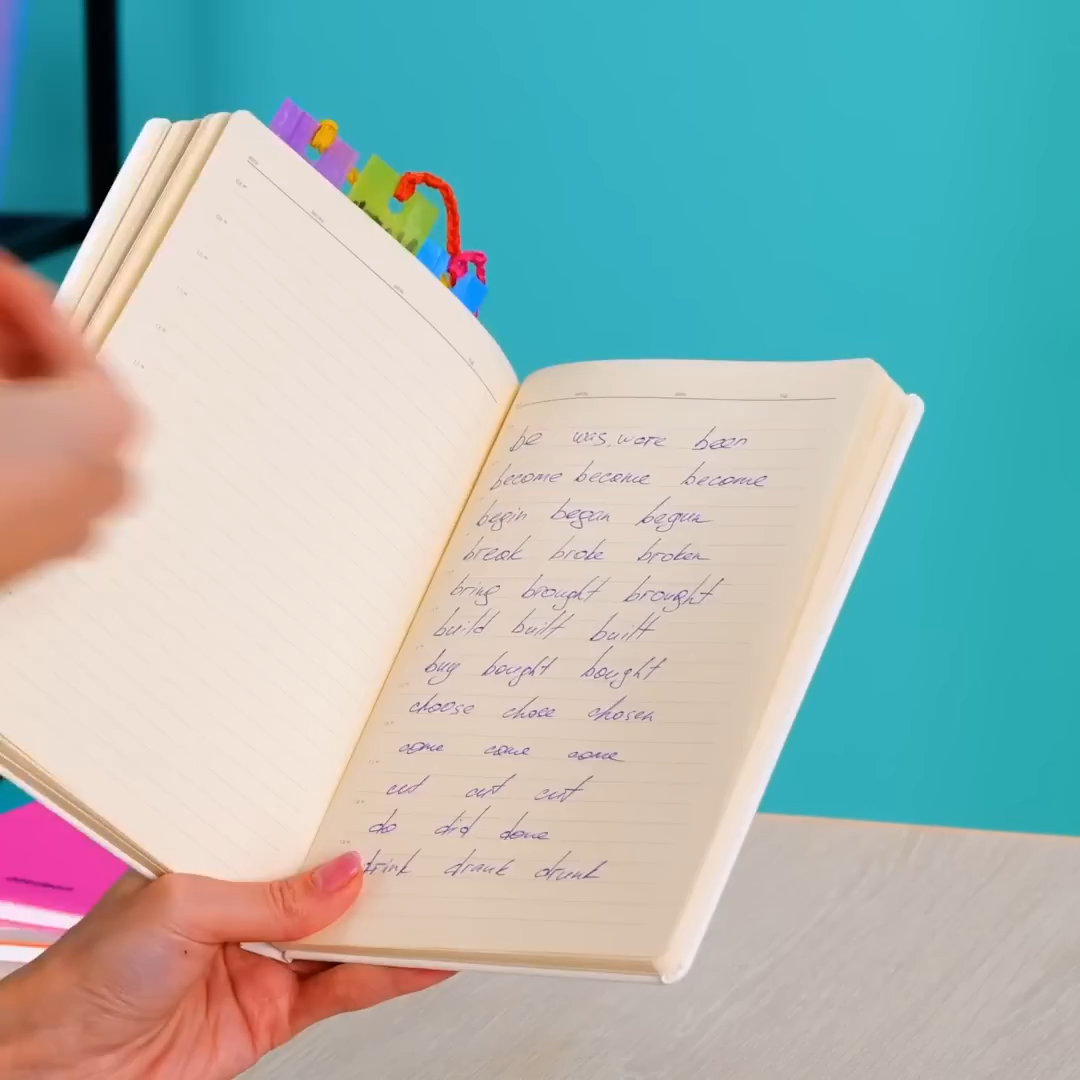 be was, were been
become became become
begin began begun
break broke broken
bring brought brought
build built built
buy bought bought
choose chose chosen
come came come
cut cut cut
do did done
drink drank drunk